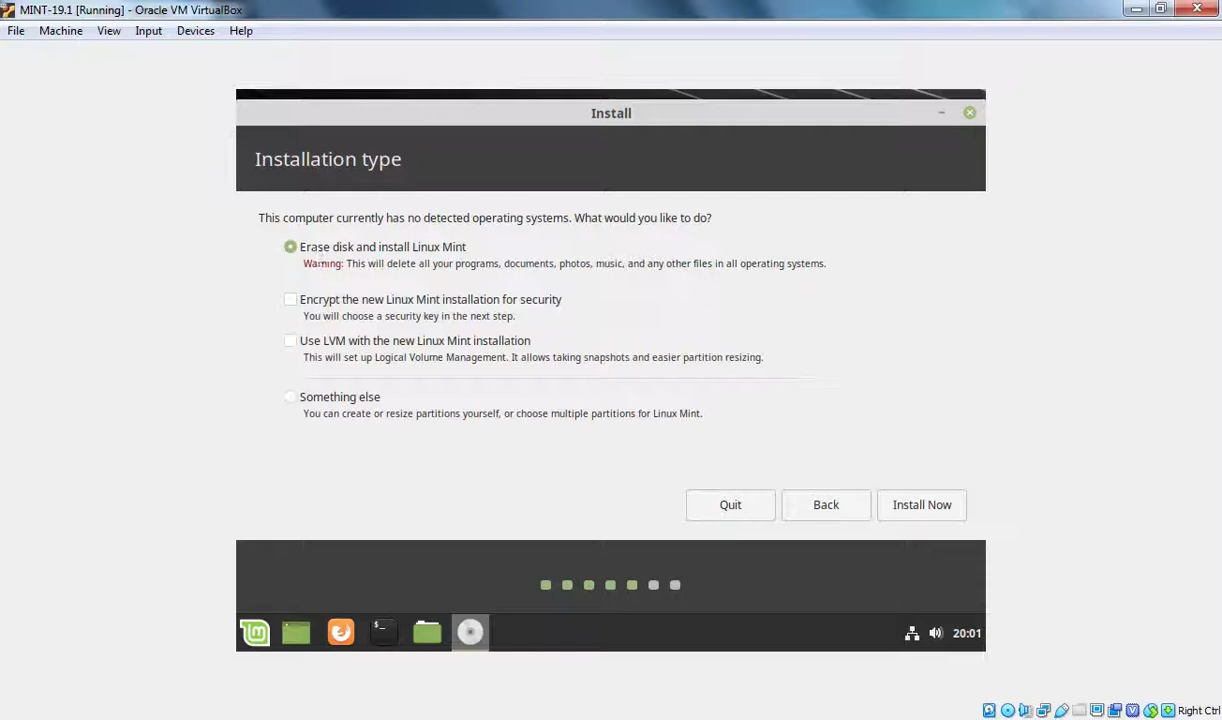 MINT-19.1 [Running] - Oracle VM VirtualBox
File Machine View Input Devices Help
Install
Installation type
This computer currently has no detected operating systems. What would you like to do?
Erase disk and install Linux Mint
Warning: This will delete all your programs, documents, photos, music, and any other files in all operating systems.
Encrypt the new Linux Mint installation for security
You will choose a security key in the next step.
Use LVM with the new Linux Mint installation
This will set up Logical Volume Management. It allows taking snapshots and easier partition resizing.
Something else
You can create or resize partitions yourself, or choose multiple partitions for Linux Mint.
Quit Back Install Now
$_ 20:01
Right Ctrl